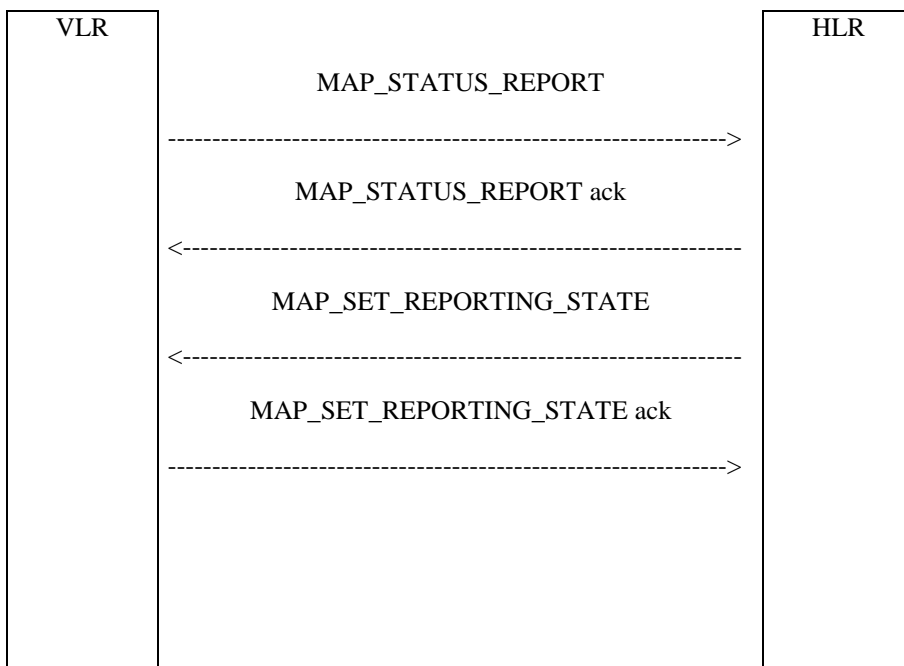 VLR HLR
MAP_STATUS_REPORT
MAP_STATUS_REPORT ack
MAP_SET_REPORTING_STATE
MAP_SET_REPORTING_STATE ack